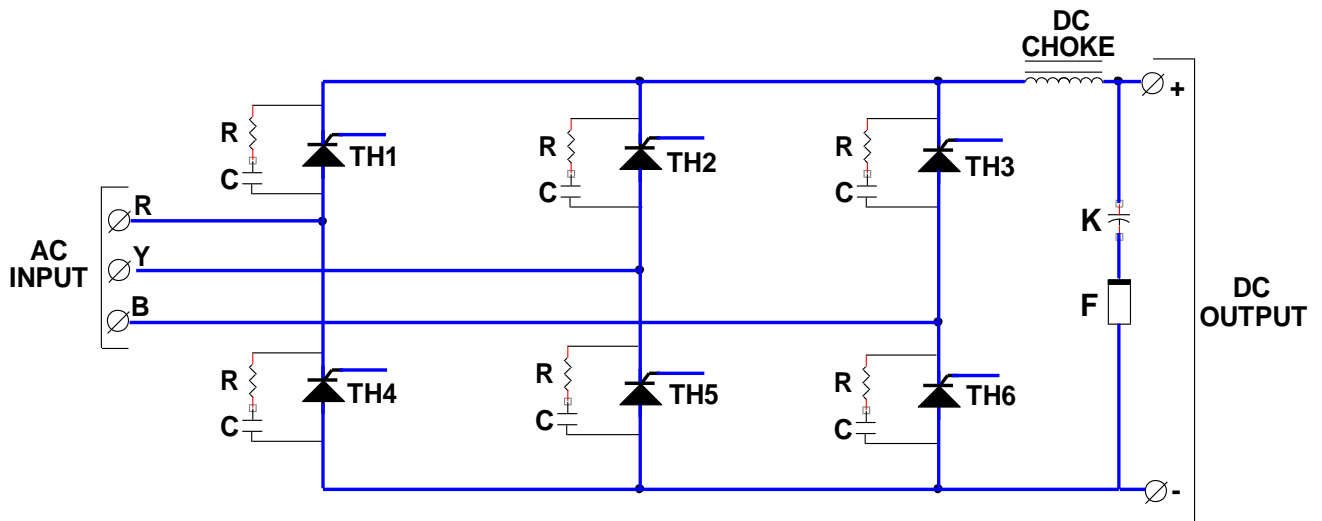 DC
CHOKE
+
R
C
TH1
R
C
TH2
R
C
TH3
AC
INPUT
R
Y
B
K
F
DC
OUTPUT
R
C
TH4
R
C
TH5
R
C
TH6
-